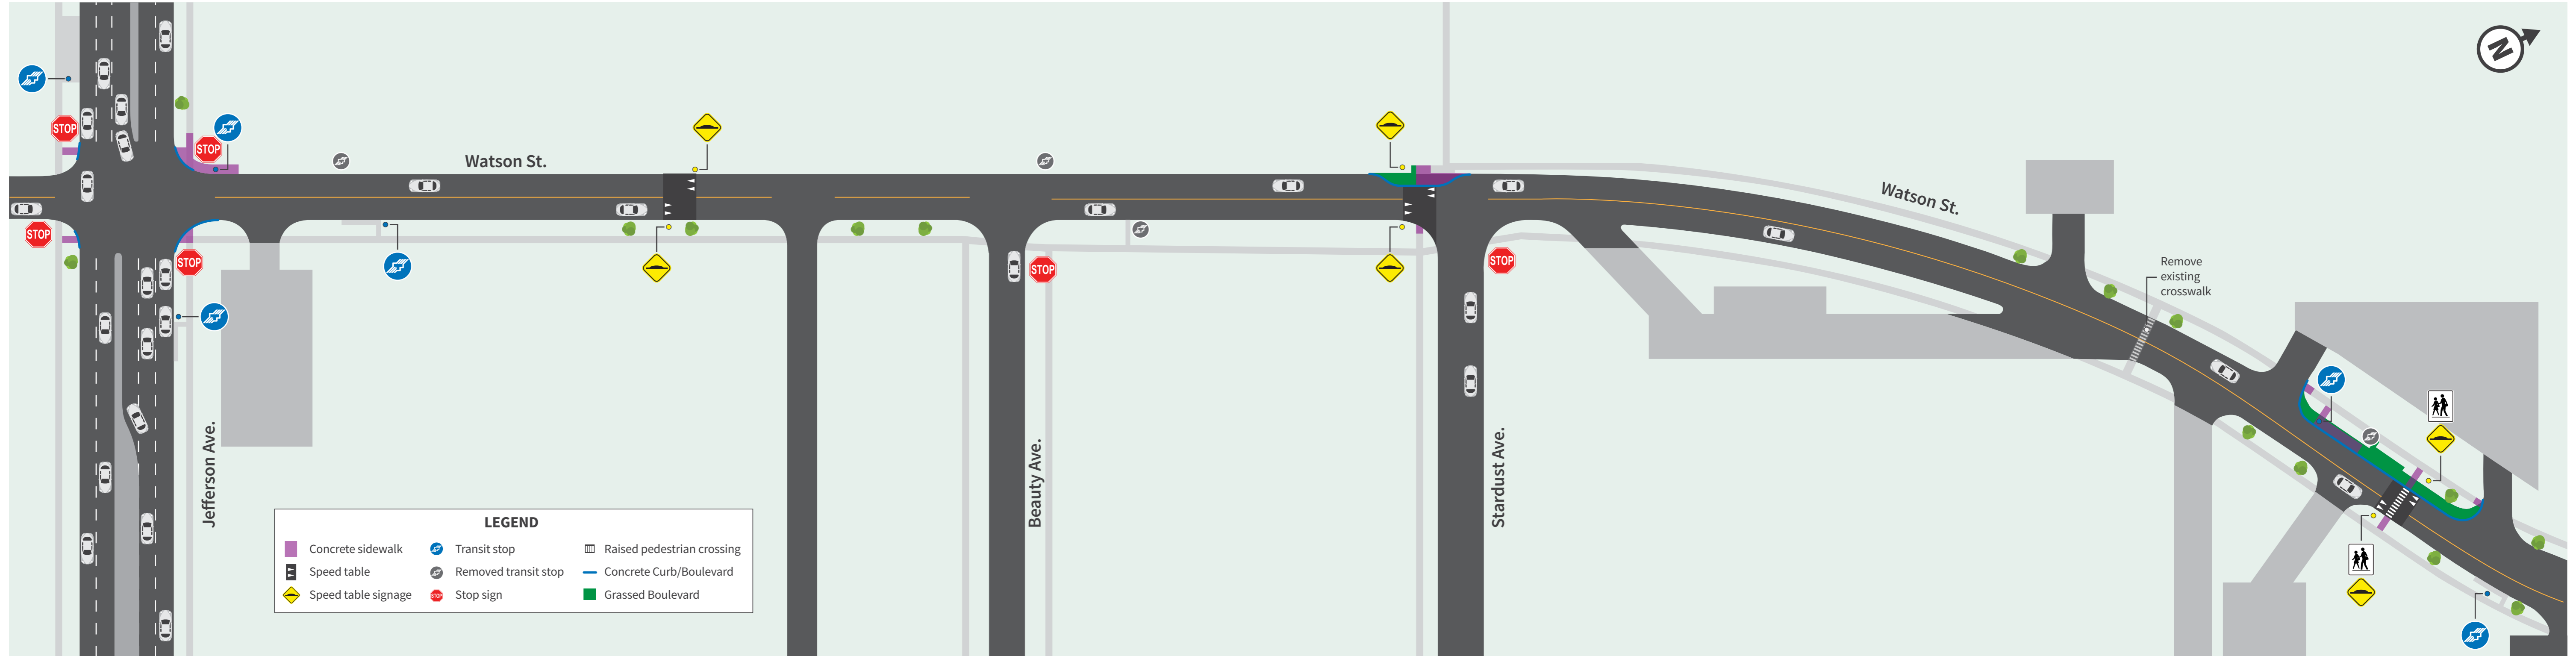 N
STOP
STOP
STOP
STOP
Watson St.
Watson St.
Remove
existing
crosswalk
STOP
STOP
Jefferson Ave.
Beauty Ave.
Stardust Ave.
LEGEND
Concrete sidewalk
Transit stop
Raised pedestrian crossing
Speed table
Removed transit stop
Concrete Curb/Boulevard
Speed table signage
STOP
Stop sign
Grassed Boulevard